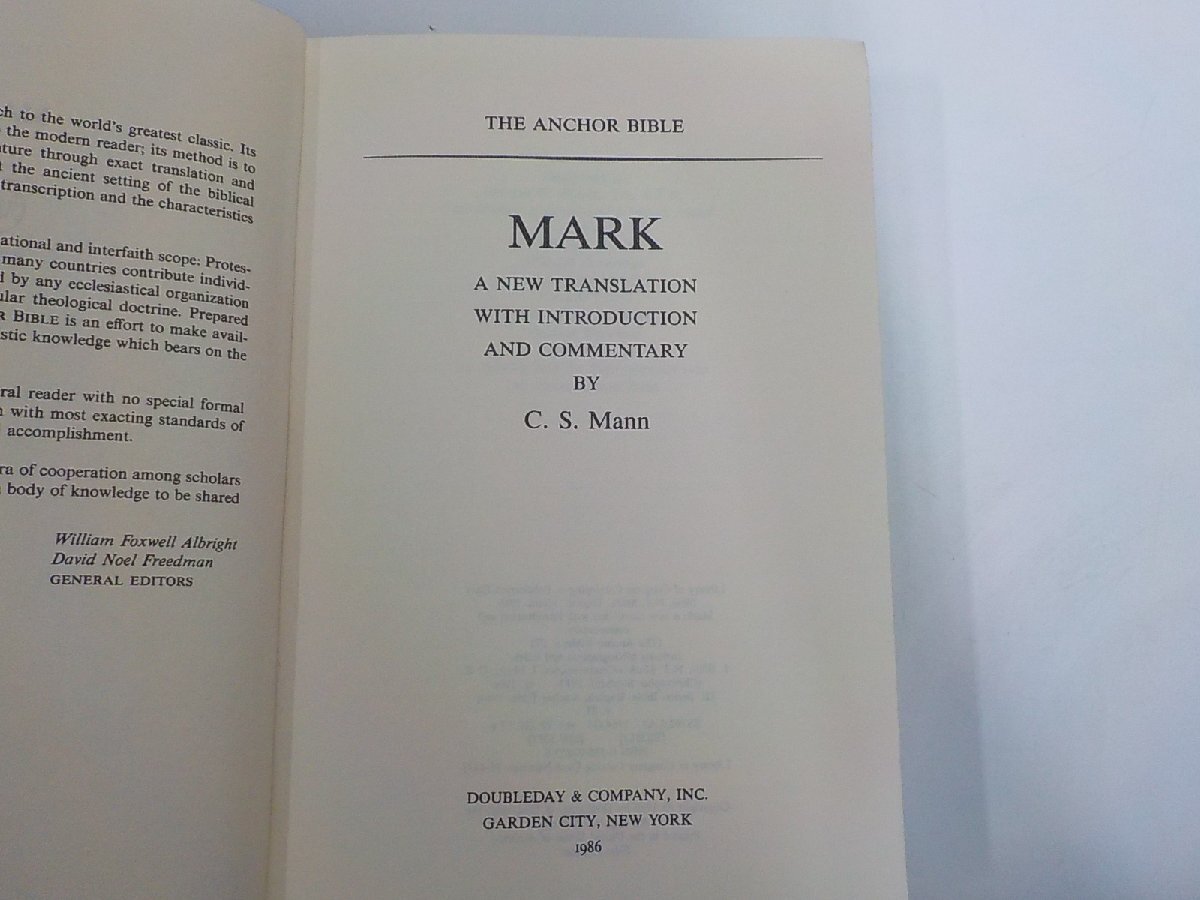 ch to the world's greatest classic. Its
the modern reader; its method is to
ature through exact translation and
the ancient setting of the biblical
transcription and the characteristics
ational and interfaith scope: Protes-
many countries contribute individ-
by any ecclesiastical organization
ular theological doctrine. Prepared
R BIBLE is an effort to make avail-
istic knowledge which bears on the
ral reader with no special formal
with most exacting standards of
accomplishment.
ra of cooperation among scholars
body of knowledge to be shared
William Foxwell Albright
David Noel Freedman
GENERAL EDITORS
THE ANCHOR BIBLE
MARK
A NEW TRANSLATION
WITH INTRODUCTION
AND COMMENTARY
BY
C. S. Mann
DOUBLEDAY & COMPANY, INC.
GARDEN CITY, NEW YORK
1986